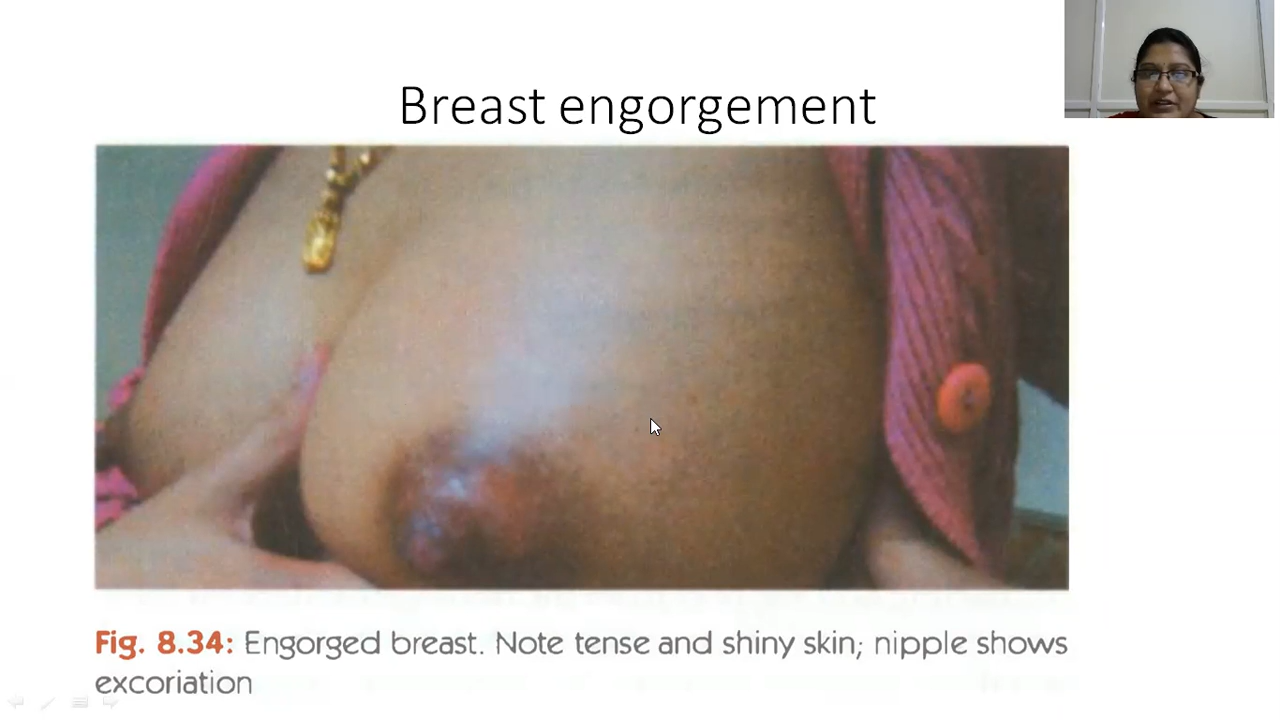 Breast engorgement
Fig. 8.34: Engorged breast. Note tense and shiny skin; nipple shows
excoriation